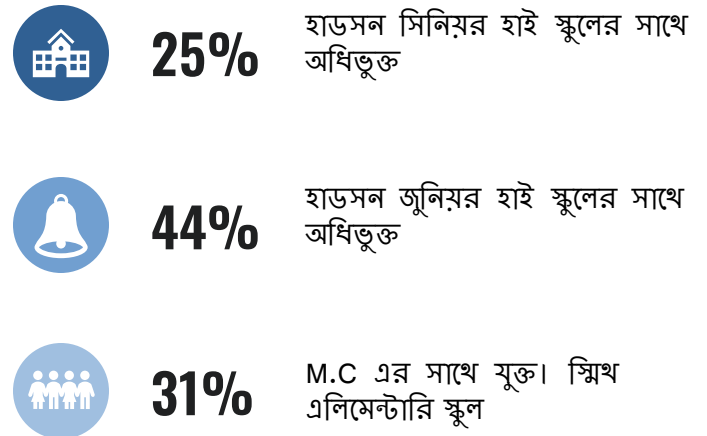 25%
হাডসন সিনিয়র হাই স্কুলের সাথে
অধিভুক্ত
44%
হাডসন জুনিয়র হাই স্কুলের সাথে
অধিভুক্ত
31%
M.C এর সাথে যুক্ত। স্মিথ
এলিমেন্টারি স্কুল